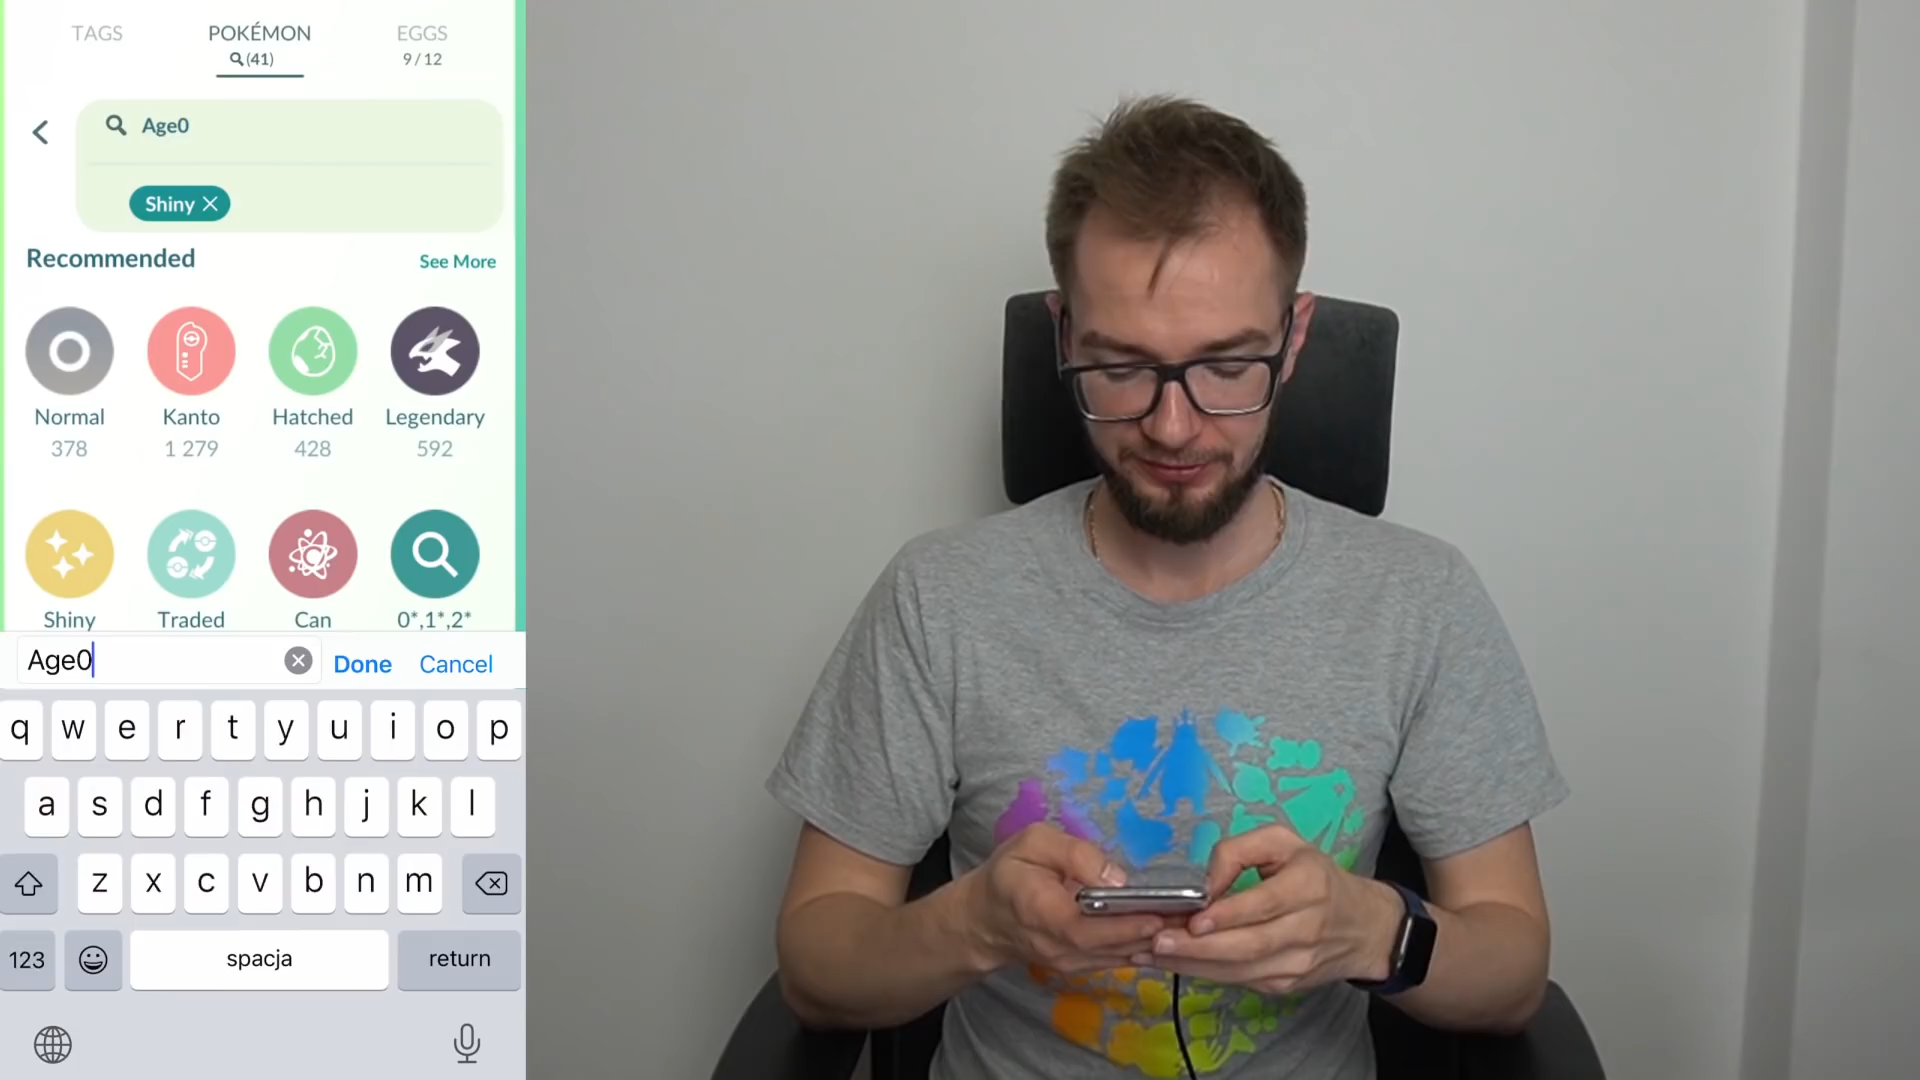 TAGS
POKÉMON
(41)
EGGS
9/12
Age0
Shiny
Recommended
See More
Normal
378
Kanto
1 279
Hatched
428
Legendary
592
Shiny
Traded
Can
0*,1*,2*
Age0
Done
Cancel
q w e r t y u i o p
a s d f g h j k l
z x c v b n m
123
spacja
return